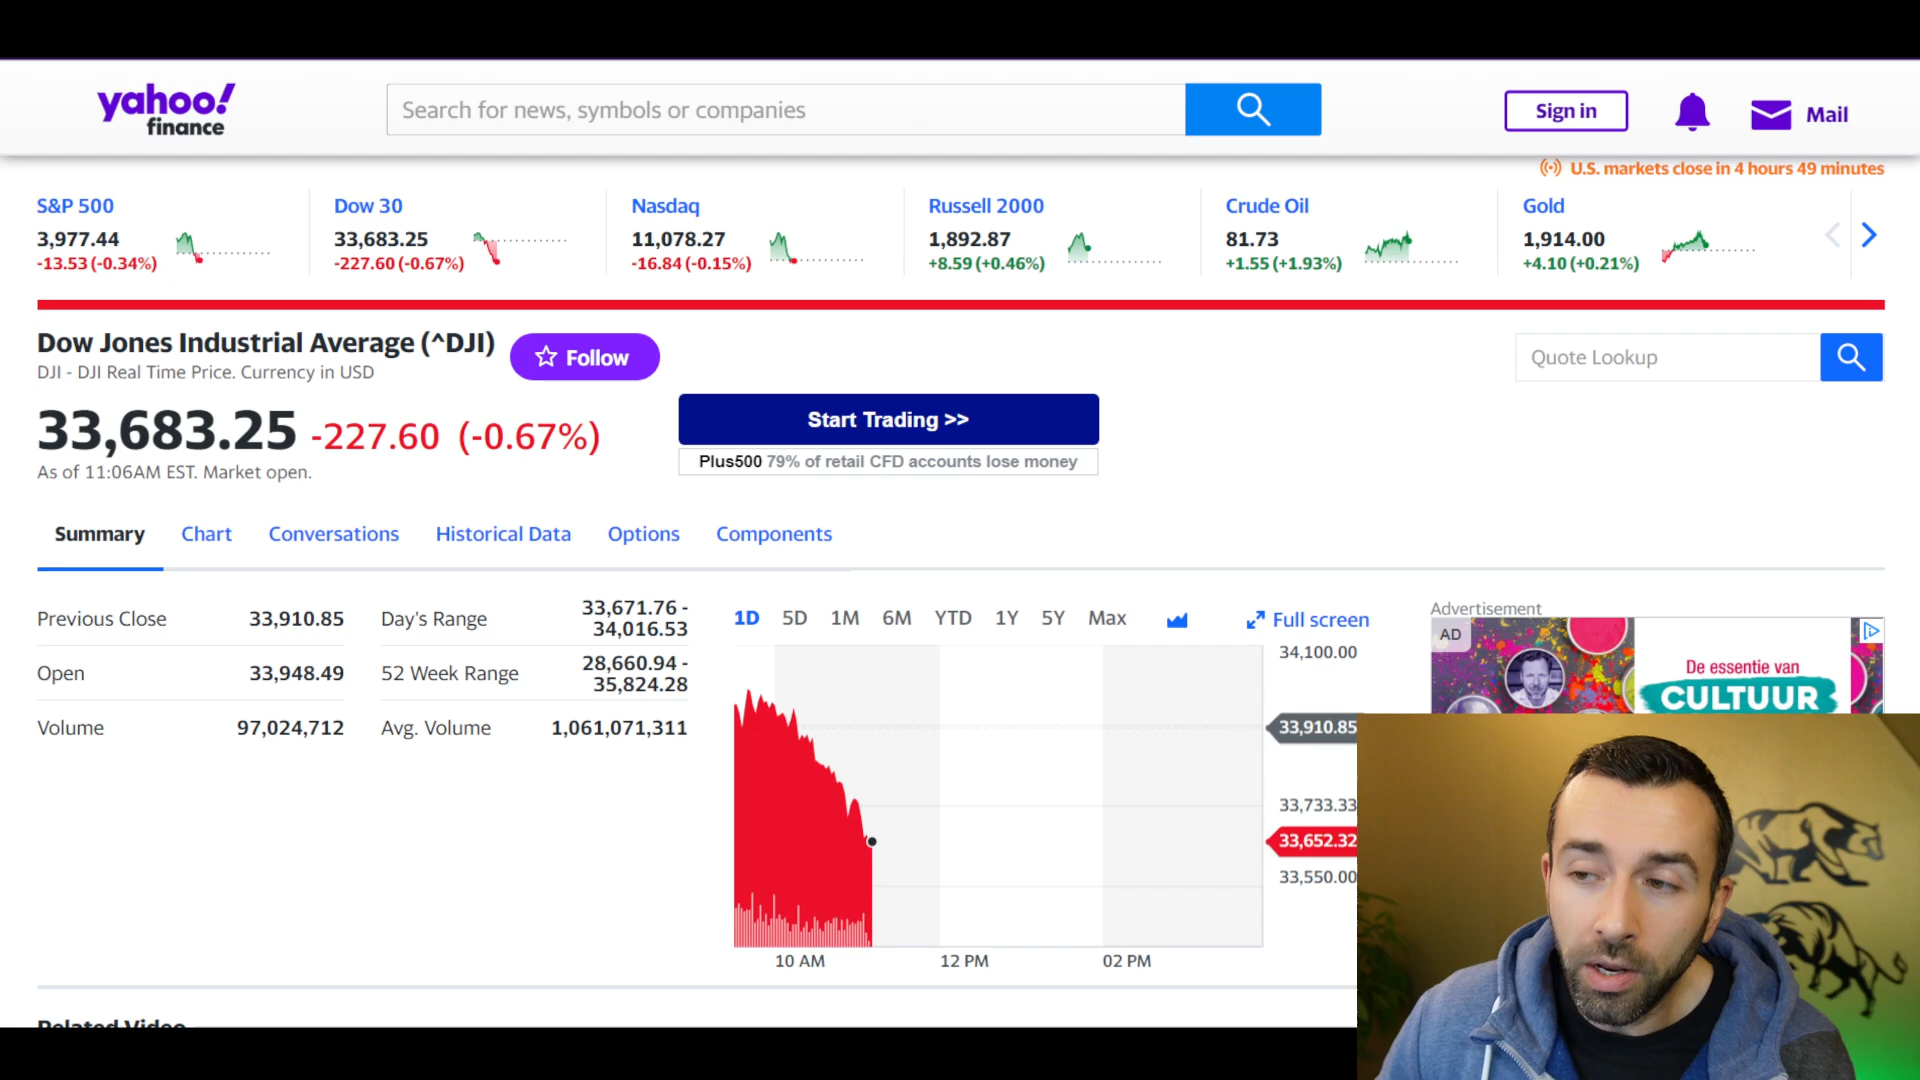 yahoo!
finance
Search for news, symbols or companies
Sign in
Mail
U.S. markets close in 4 hours 49 minutes
S&P 500
3,977.44
-13.53 (-0.34%)
Dow 30
33,683.25
-227.60 (-0.67%)
Nasdaq
11,078.27
-16.84 (-0.15%)
Russell 2000
1,892.87
+8.59 (+0.46%)
Crude Oil
81.73
+1.55 (+1.93%)
Gold
1,914.00
+4.10 (+0.21%)
Dow Jones Industrial Average (^DJI)
DJI - DJI Real Time Price. Currency in USD
Follow
Quote Lookup
33,683.25 -227.60 (-0.67%)
As of 11:06AM EST. Market open.
Start Trading >>
Plus500 79% of retail CFD accounts lose money
Summary
Chart
Conversations
Historical Data
Options
Components
Previous Close 33,910.85
Open 33,948.49
Volume 97,024,712
Day's Range 33,671.76 -
34,016.53
52 Week Range 28,660.94 -
35,824.28
Avg. Volume 1,061,071,311
1D 5D 1M 6M YTD 1Y 5Y Max
Full screen
34,100.00
33,910.85
33,733.33
33,652.32
33,550.00
10 AM 12 PM 02 PM
Advertisement
AD
De essentie van
CULTUUR
Related Video